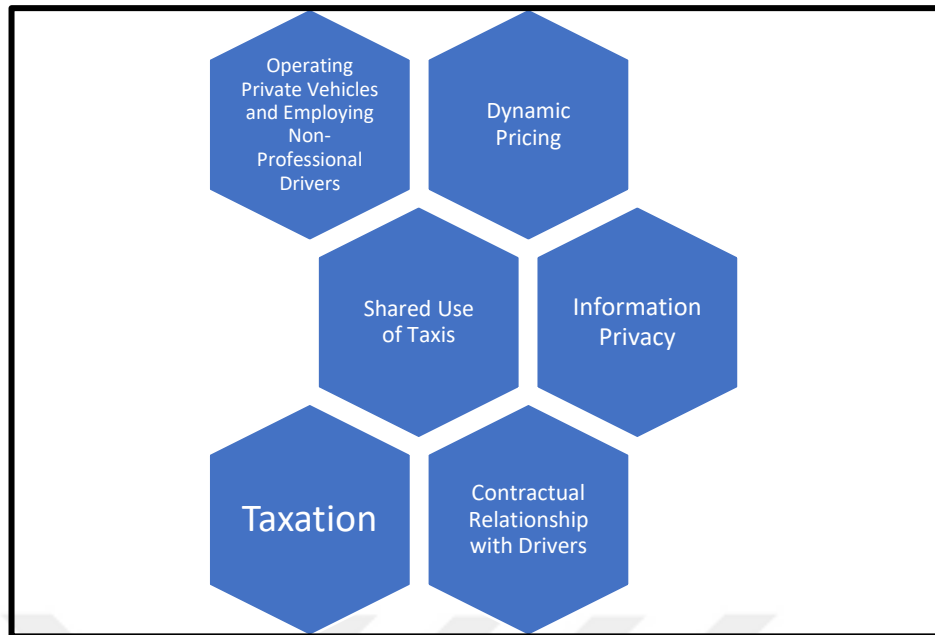 Operating
Private Vehicles
and Employing
Non-
Professional
Drivers
Dynamic
Pricing
Shared Use
of Taxis
Information
Privacy
Taxation
Contractual
Relationship
with Drivers